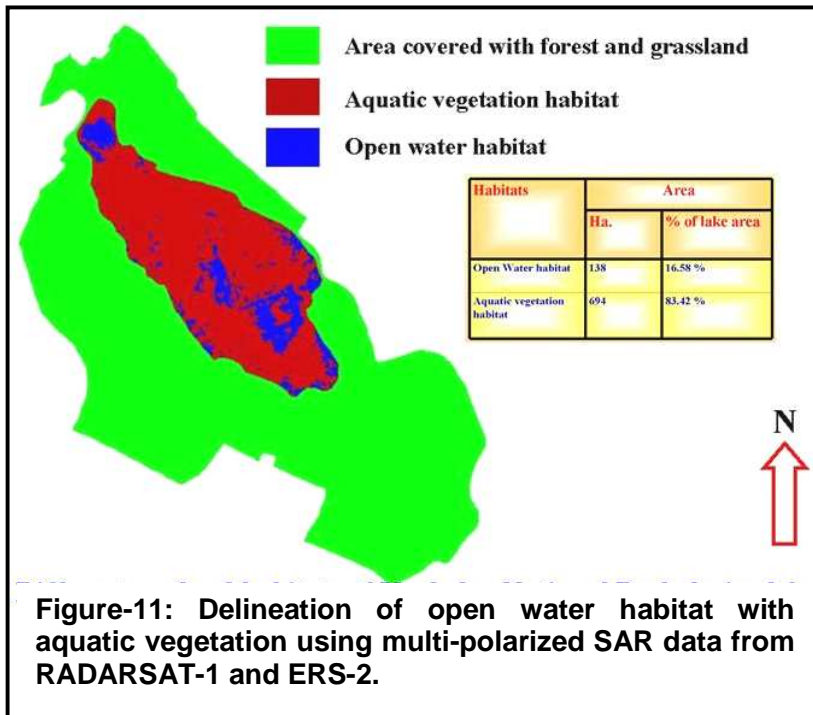 Area covered with forest and grassland
Aquatic vegetation habitat
Open water habitat
Habitats
Area
Ha.
% of lake area
Open Water habitat
138
16.58 %
Aquatic vegetation
habitat
694
83.42 %
N
Figure-11: Delineation of open water habitat with
aquatic vegetation using multi-polarized SAR data from
RADARSAT-1 and ERS-2.